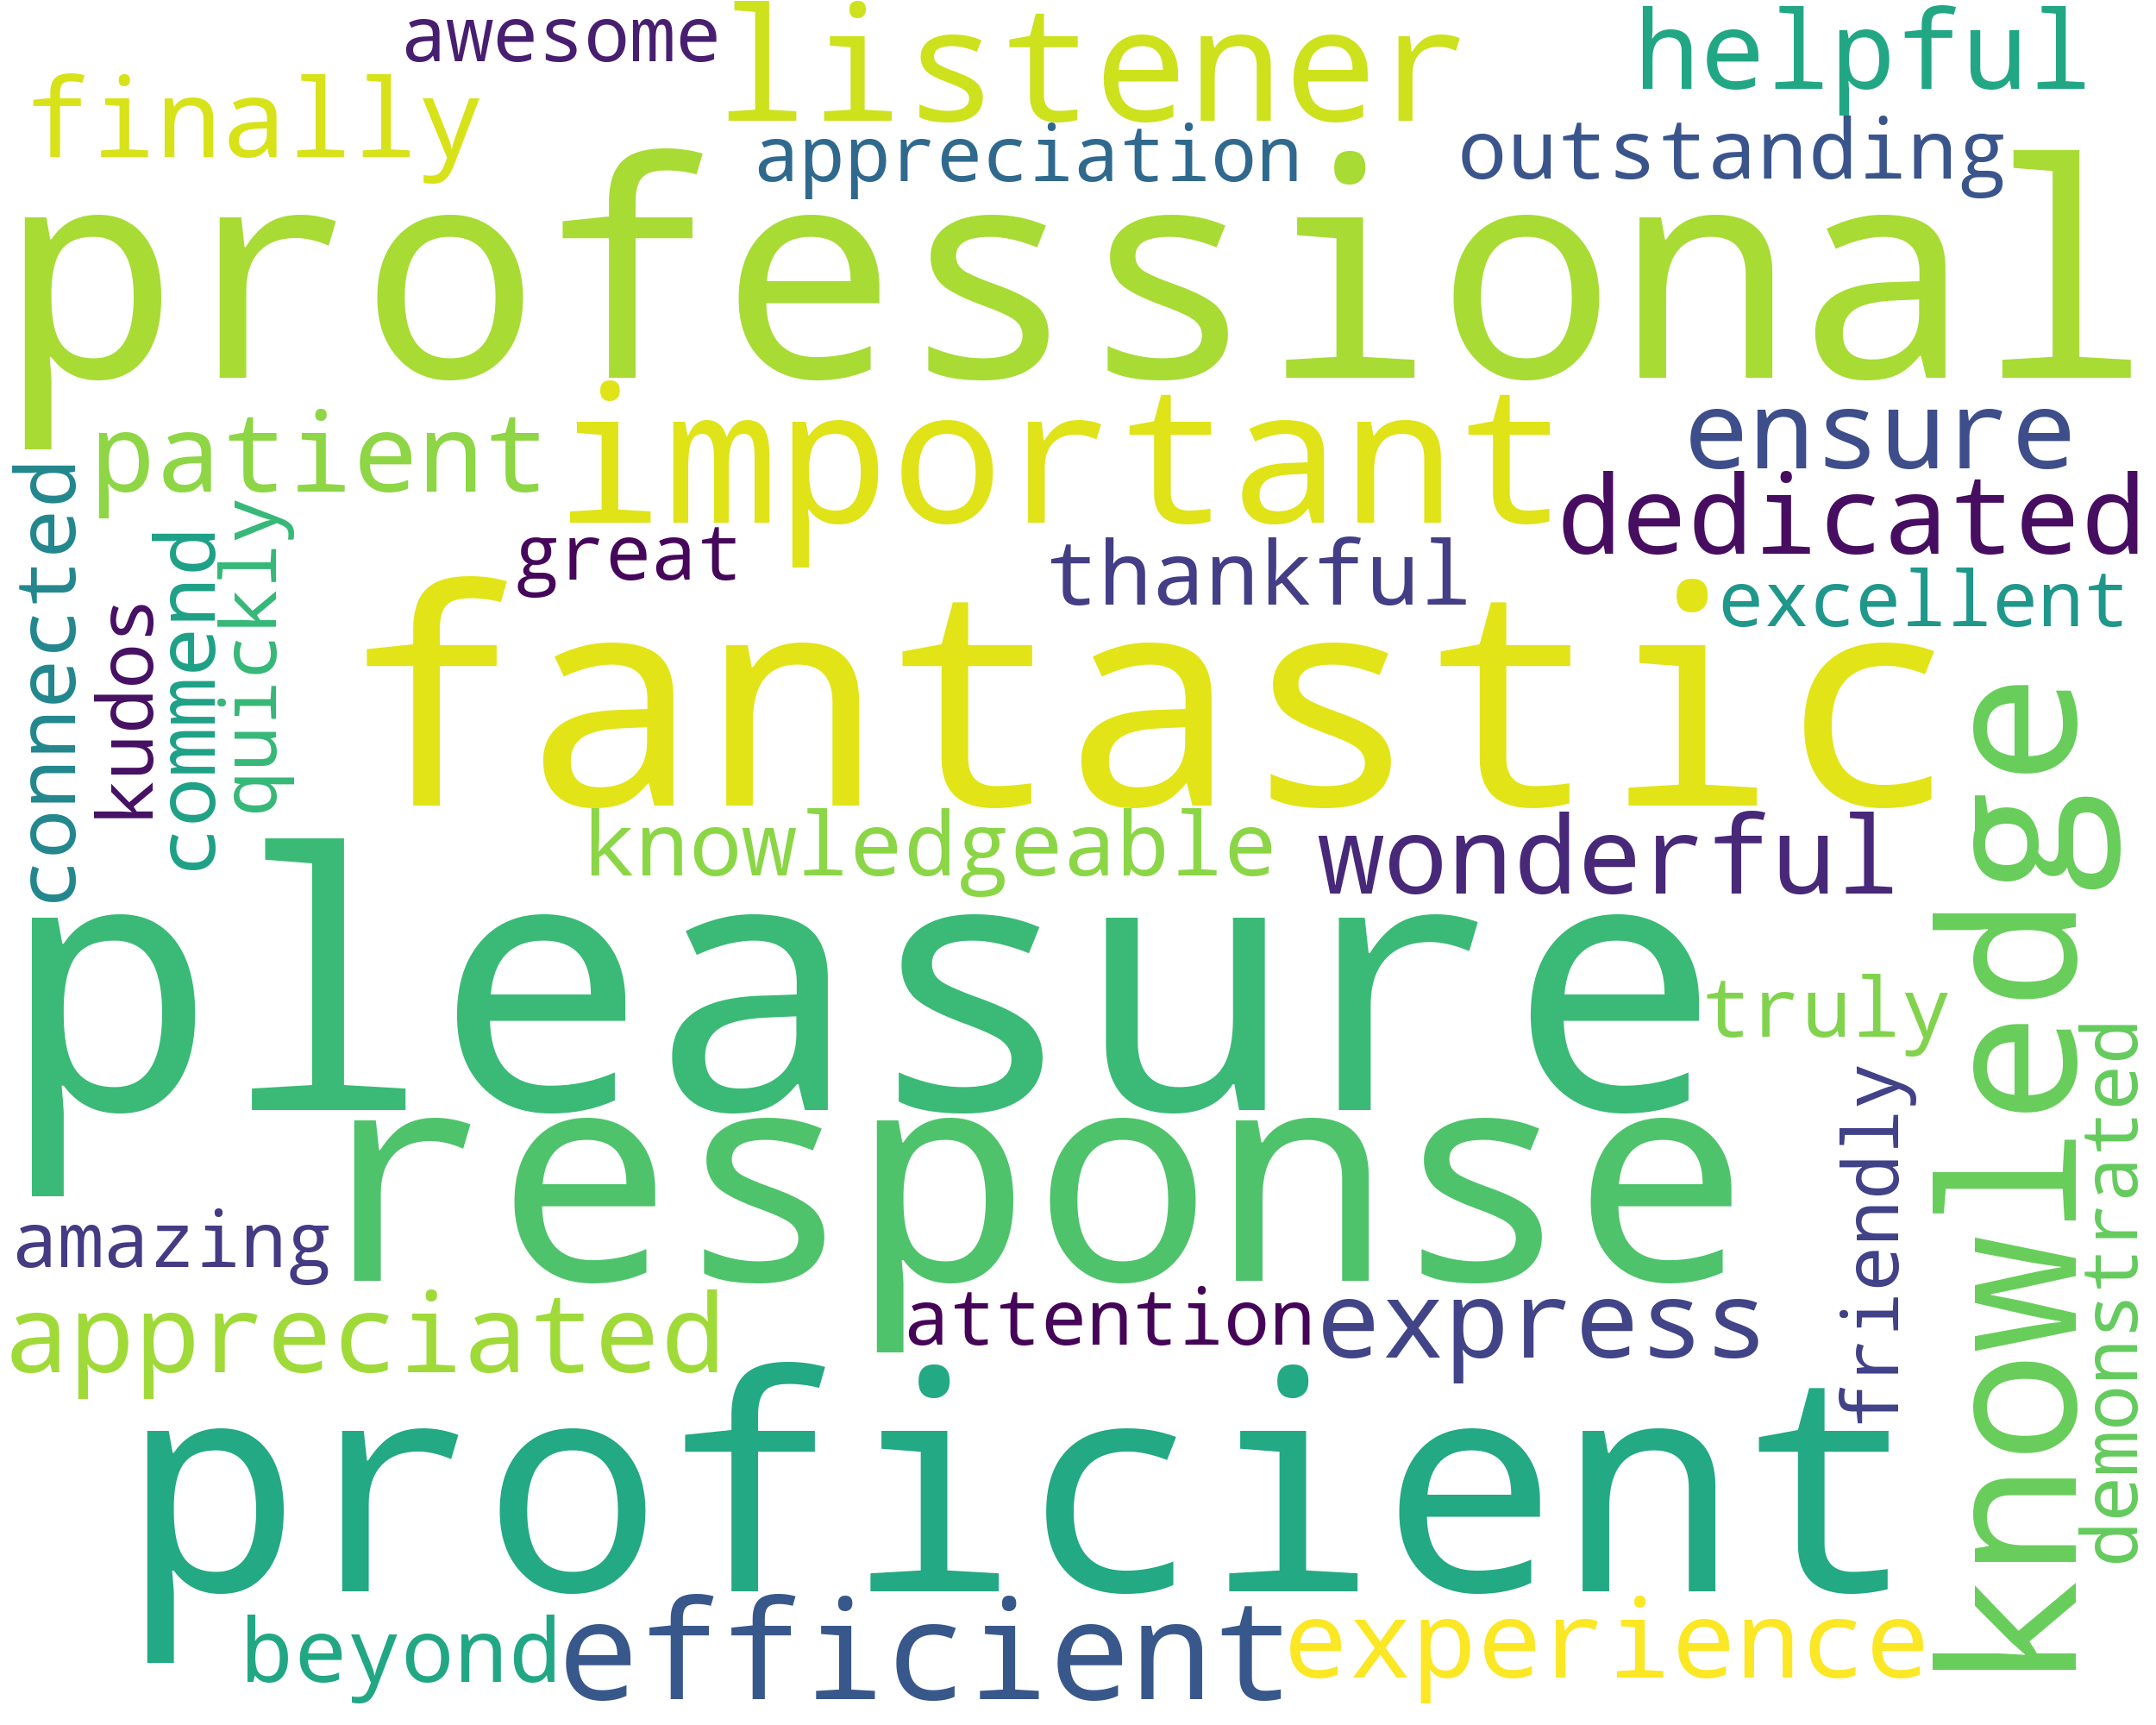 awesome
listener
helpful
finally
appreciation
outstanding
professional
patient
important
ensure
dedicated
connected
commend
quickly
kudos
great
thankful
excellent
fantastic
knowledgeable
wonderful
pleasure
knowledge
truly
response
friendly
demonstrated
amazing
appreciated
attention
express
proficient
beyond
efficient
experience